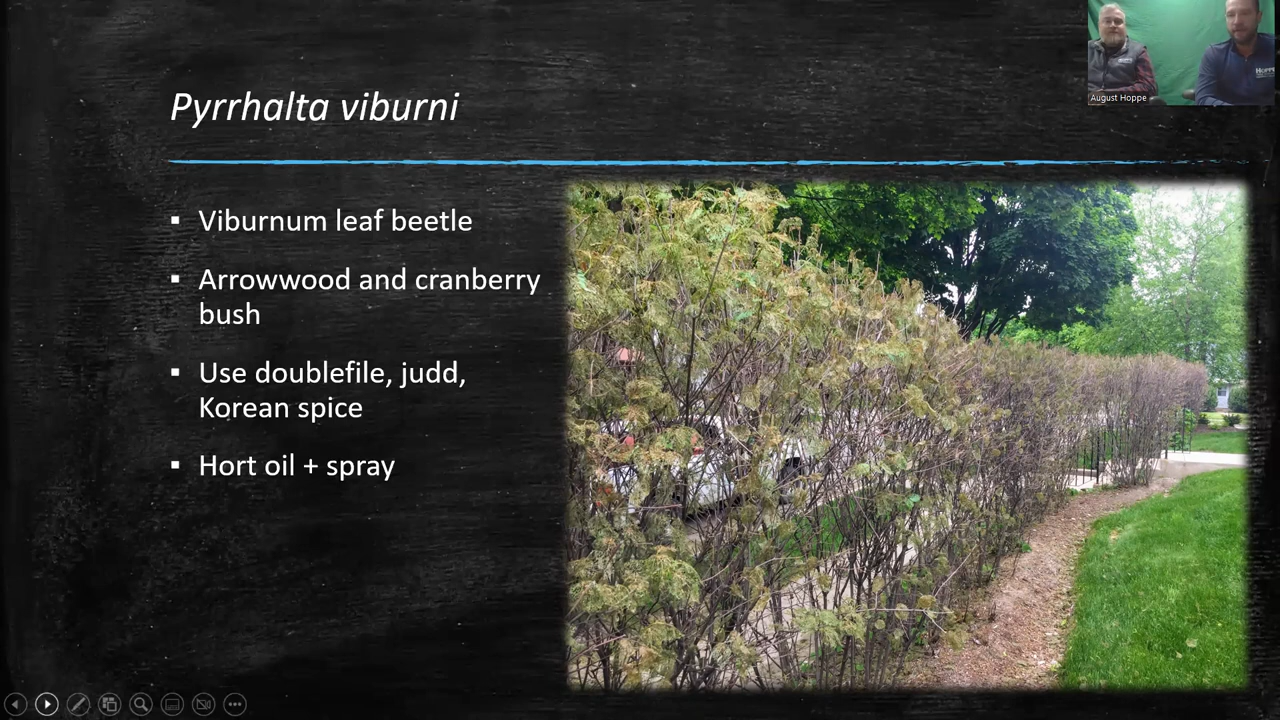 Pyrrhalta viburni
August Hoppe
HOPPE
▪ Viburnum leaf beetle
▪ Arrowwood and cranberry
bush
▪ Use doublefile, judd,
Korean spice
▪ Hort oil + spray